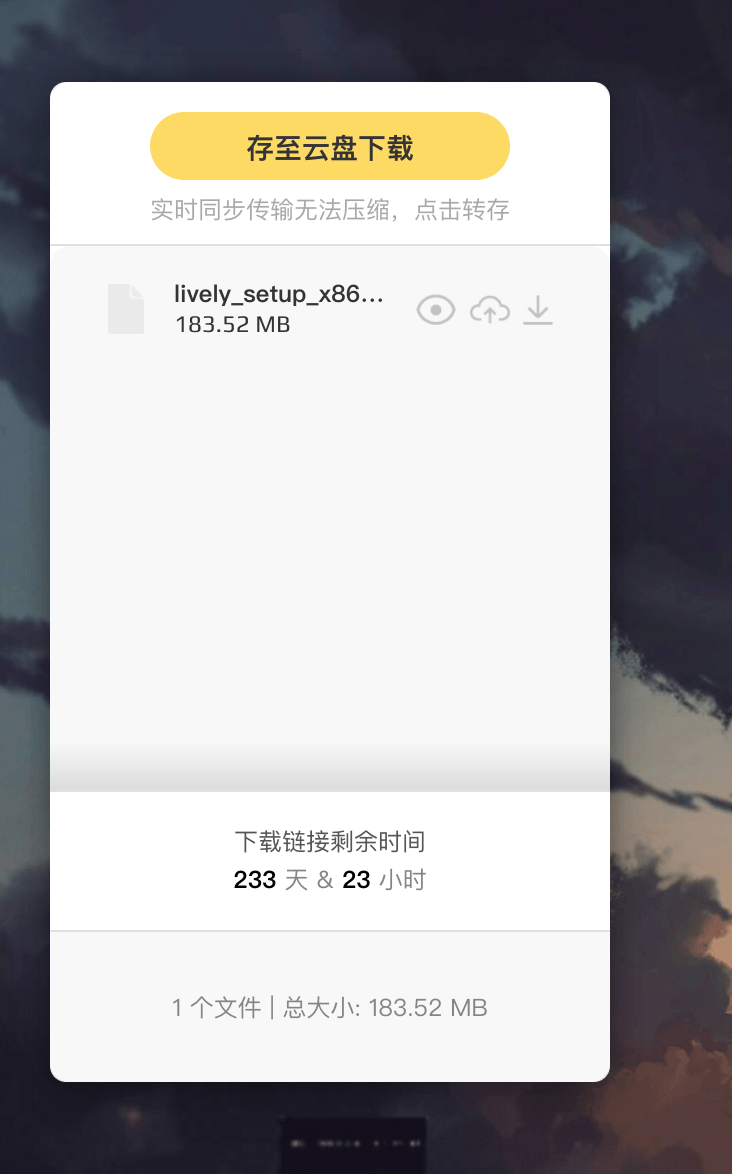 存至云盘下载
实时同步传输无法压缩，点击转存
lively_setup_x86...
183.52 MB
下载链接剩余时间
233 天 & 23 小时
1 个文件 | 总大小: 183.52 MB